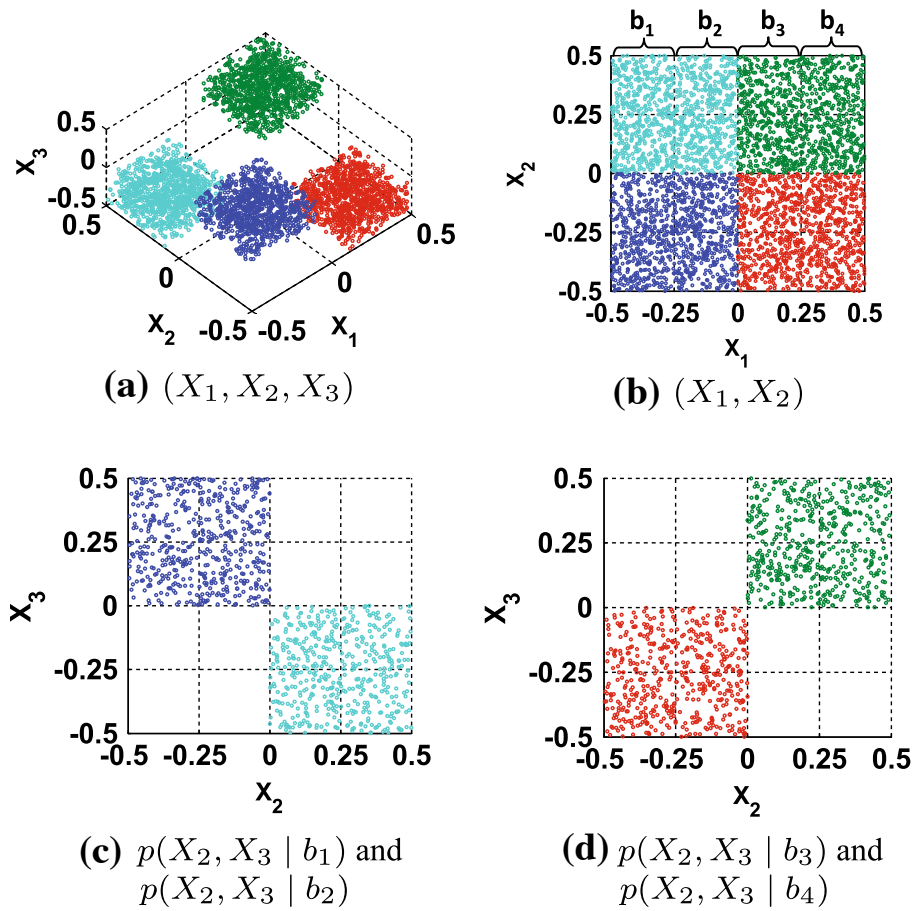 0.5
0
-0.5
X3
0.5
0
-0.5
X2
-0.5
0
0.5
X1
(a) (X1, X2, X3)
b1 b2 b3 b4
0.5
0.25
0
-0.25
-0.5
X2
-0.5 -0.25 0 0.25 0.5
X1
(b) (X1, X2)
0.5
0.25
0
-0.25
-0.5
X3
-0.5 -0.25 0 0.25 0.5
X2
(c) p(X2, X3 | b1) and
p(X2, X3 | b2)
0.5
0.25
0
-0.25
-0.5
X3
-0.5 -0.25 0 0.25 0.5
X2
(d) p(X2, X3 | b3) and
p(X2, X3 | b4)